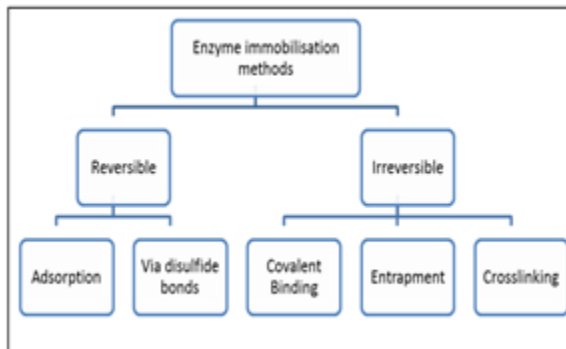 Enzyme immobilisation
methods
Reversible
Irreversible
Adsorption
Via disulfide
bonds
Covalent
Binding
Entrapment
Crosslinking